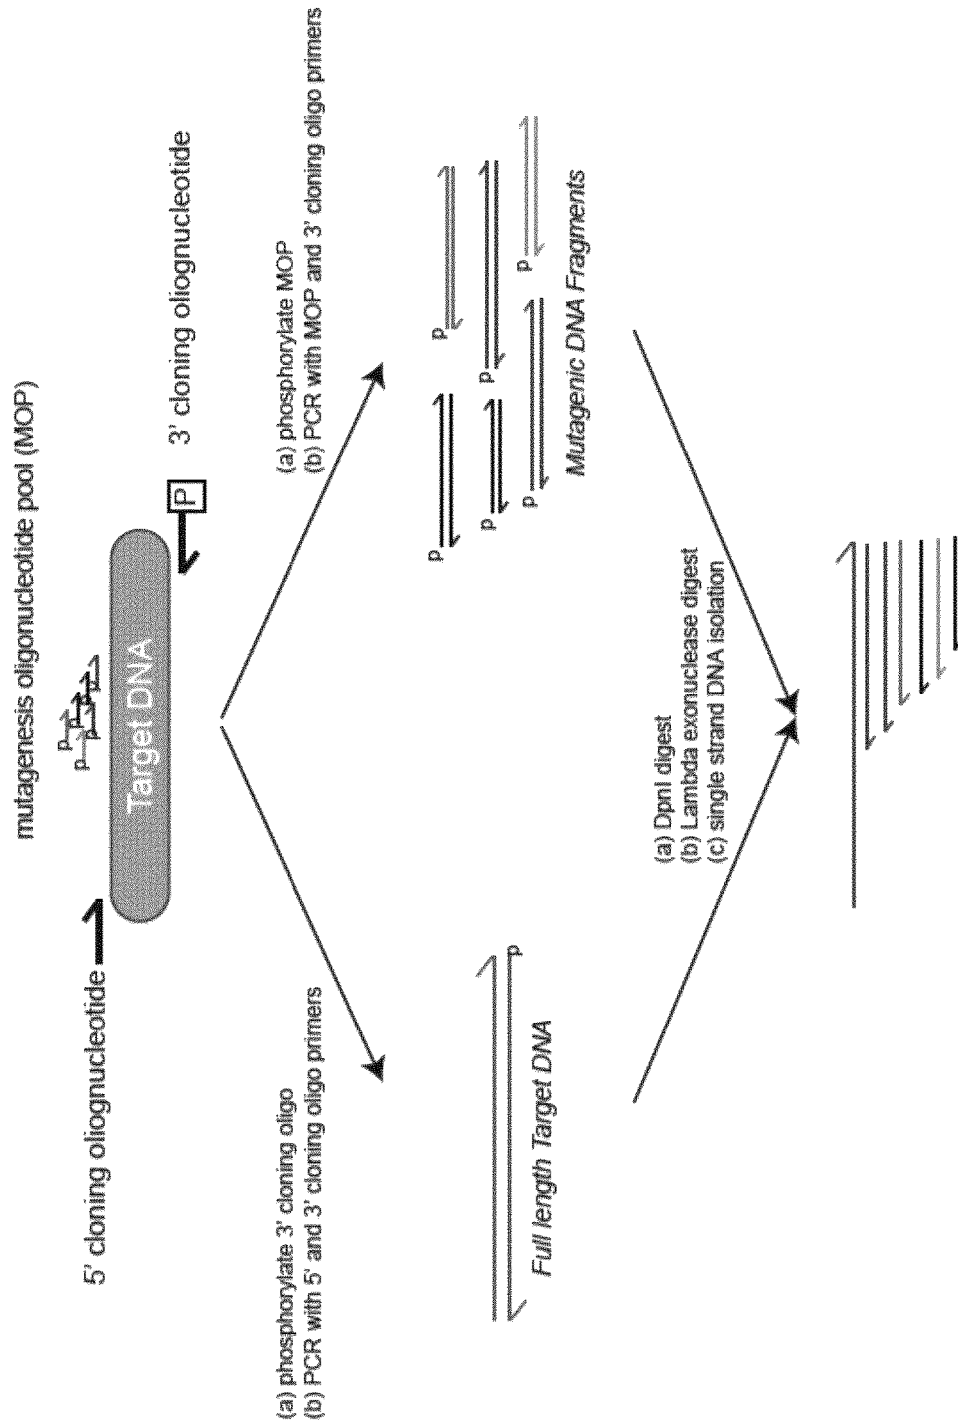 mutagenesis oligonucleotide pool (MOP)
p
p
p
p
p
p
5' cloning oliognucleotide
Target DNA
P
3' cloning oliognucleotide
(a) phosphorylate 3' cloning oligo
(b) PCR with 5' and 3' cloning oligo primers
(a) phosphorylate MOP
(b) PCR with MOP and 3' cloning oligo primers
p
Full length Target DNA
p
p
p
p
p
p
Mutagenic DNA Fragments
(a) DpnI digest
(b) Lambda exonuclease digest
(c) single strand DNA isolation